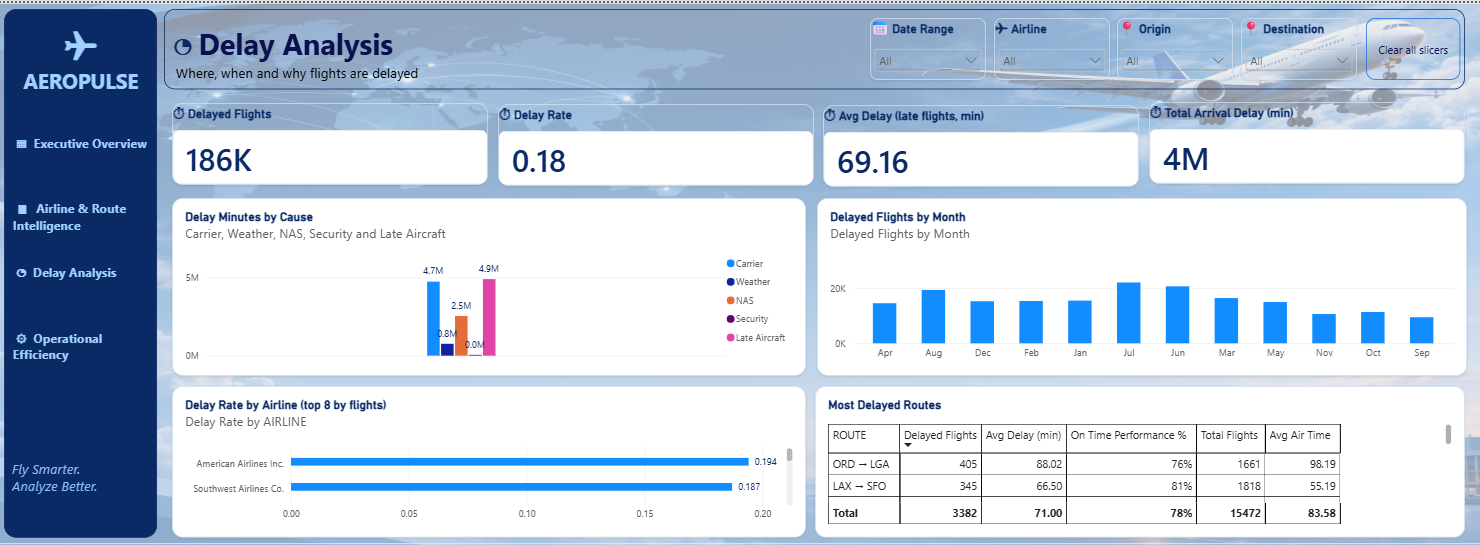 AEROPULSE
Executive Overview
Airline & Route
Intelligence
Delay Analysis
Operational
Efficiency
Fly Smarter.
Analyze Better.
Delay Analysis
Where, when and why flights are delayed
Date Range
All
Airline
All
Origin
All
Destination
All
Clear all slicers
Delayed Flights
186K
Delay Rate
0.18
Avg Delay (late flights, min)
69.16
Total Arrival Delay (min)
4M
Delay Minutes by Cause
Carrier, Weather, NAS, Security and Late Aircraft
5M
0M
4.7M
0.8M
2.5M
0.0M
4.9M
Carrier
Weather
NAS
Security
Late Aircraft
Delayed Flights by Month
Delayed Flights by Month
20K
0K
Apr Aug Dec Feb Jan Jul Jun Mar May Nov Oct Sep
Delay Rate by Airline (top 8 by flights)
Delay Rate by AIRLINE
American Airlines Inc. 0.194
Southwest Airlines Co. 0.187
0.00 0.05 0.10 0.15 0.20
Most Delayed Routes
ROUTE Delayed Flights Avg Delay (min) On Time Performance % Total Flights Avg Air Time
ORD → LGA 405 88.02 76% 1661 98.19
LAX → SFO 345 66.50 81% 1818 55.19
Total 3382 71.00 78% 15472 83.58